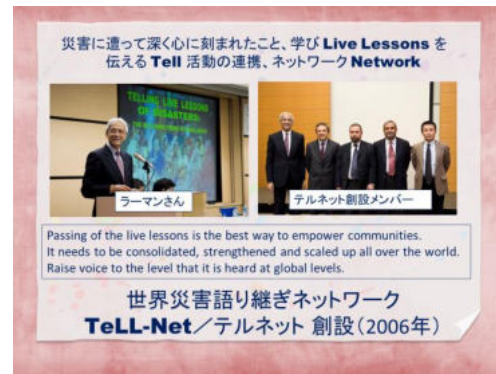 災害に遭って深く心に刻まれたこと、学び Live Lessons を
伝える Tell 活動の連携、ネットワーク Network
TELLING LIVE LESSONS
OF DISASTERS:
ラーマンさん
テルネット創設メンバー
Passing of the live lessons is the best way to empower communities.
It needs to be consolidated, strengthened and scaled up all over the world.
Raise voice to the level that it is heard at global levels.
世界災害語り継ぎネットワーク
TeLL-Net／テルネット 創設（2006年）